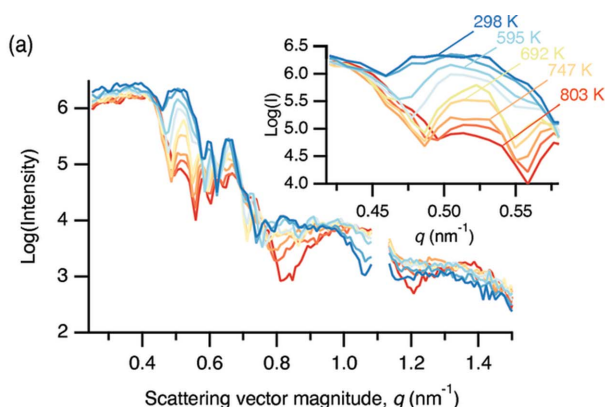 (a)
Log(Intensity)
6
5
4
3
2
0.4 0.6 0.8 1.0 1.2 1.4
Scattering vector magnitude, q (nm⁻¹)
Log(I)
6.5
6.0
5.5
5.0
4.5
4.0
0.45 0.50 0.55
q (nm⁻¹)
298 K
595 K
692 K
747 K
803 K